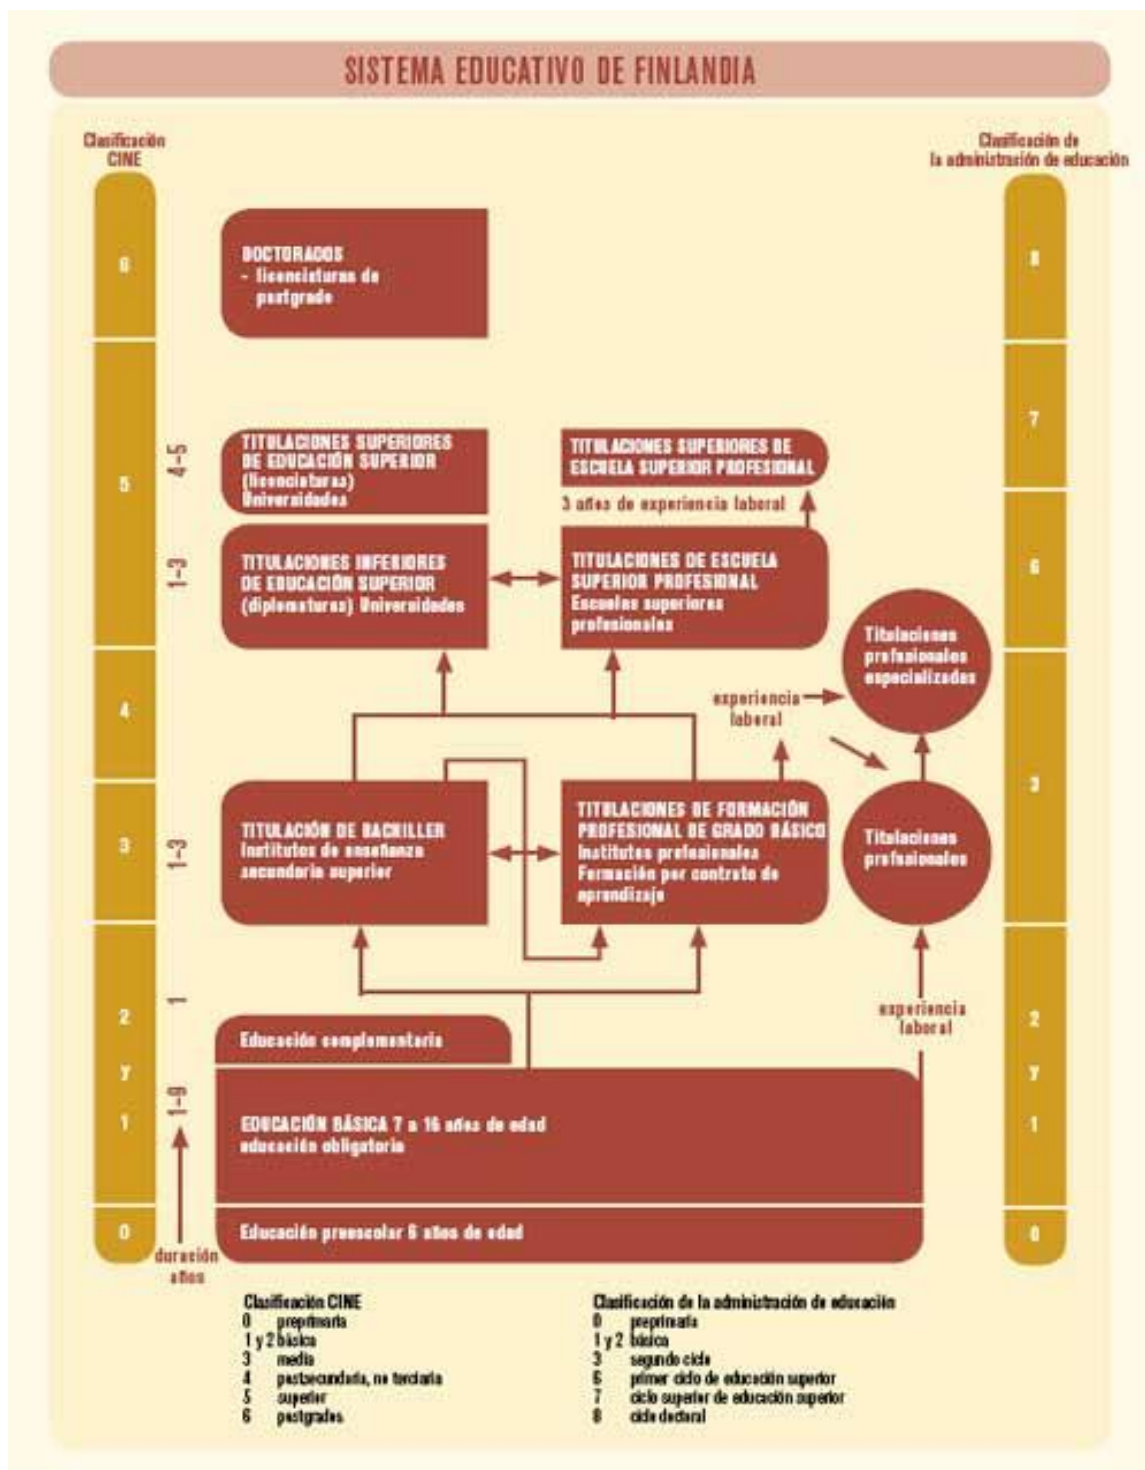 SISTEMA EDUCATIVO DE FINLANDIA
Clasificación
CINE
Clasificación de
la administración de educación
6
5
4
3
2
y
1
0
4-5
1-3
1-3
1
1-9
duración
años
DOCTORADOS
- licenciaturas de
postgrado
TITULACIONES SUPERIORES
DE EDUCACIÓN SUPERIOR
(licenciaturas)
Universidades
TITULACIONES SUPERIORES DE
ESCUELA SUPERIOR PROFESIONAL
3 años de experiencia laboral
TITULACIONES INFERIORES
DE EDUCACIÓN SUPERIOR
(diplomaturas) Universidades
TITULACIONES DE ESCUELA
SUPERIOR PROFESIONAL
Escuelas superiores
profesionales
Titulaciones
profesionales
especializadas
experiencia
laboral
TITULACIÓN DE BACHILLER
Institutos de enseñanza
secundaria superior
TITULACIONES DE FORMACIÓN
PROFESIONAL DE GRADO BÁSICO
Institutos profesionales
Formación por contrato de
aprendizaje
Titulaciones
profesionales
experiencia
laboral
Educación complementaria
EDUCACIÓN BÁSICA 7 a 16 años de edad
educación obligatoria
Educación preescolar 6 años de edad
8
7
6
3
2
y
1
0
Clasificación CINE
0 preprimaria
1 y 2 básica
3 media
4 postsecundaria, no terciaria
5 superior
6 postgrados
Clasificación de la administración de educación
0 preprimaria
1 y 2 básica
3 segundo ciclo
6 primer ciclo de educación superior
7 ciclo superior de educación superior
8 ciclo doctoral